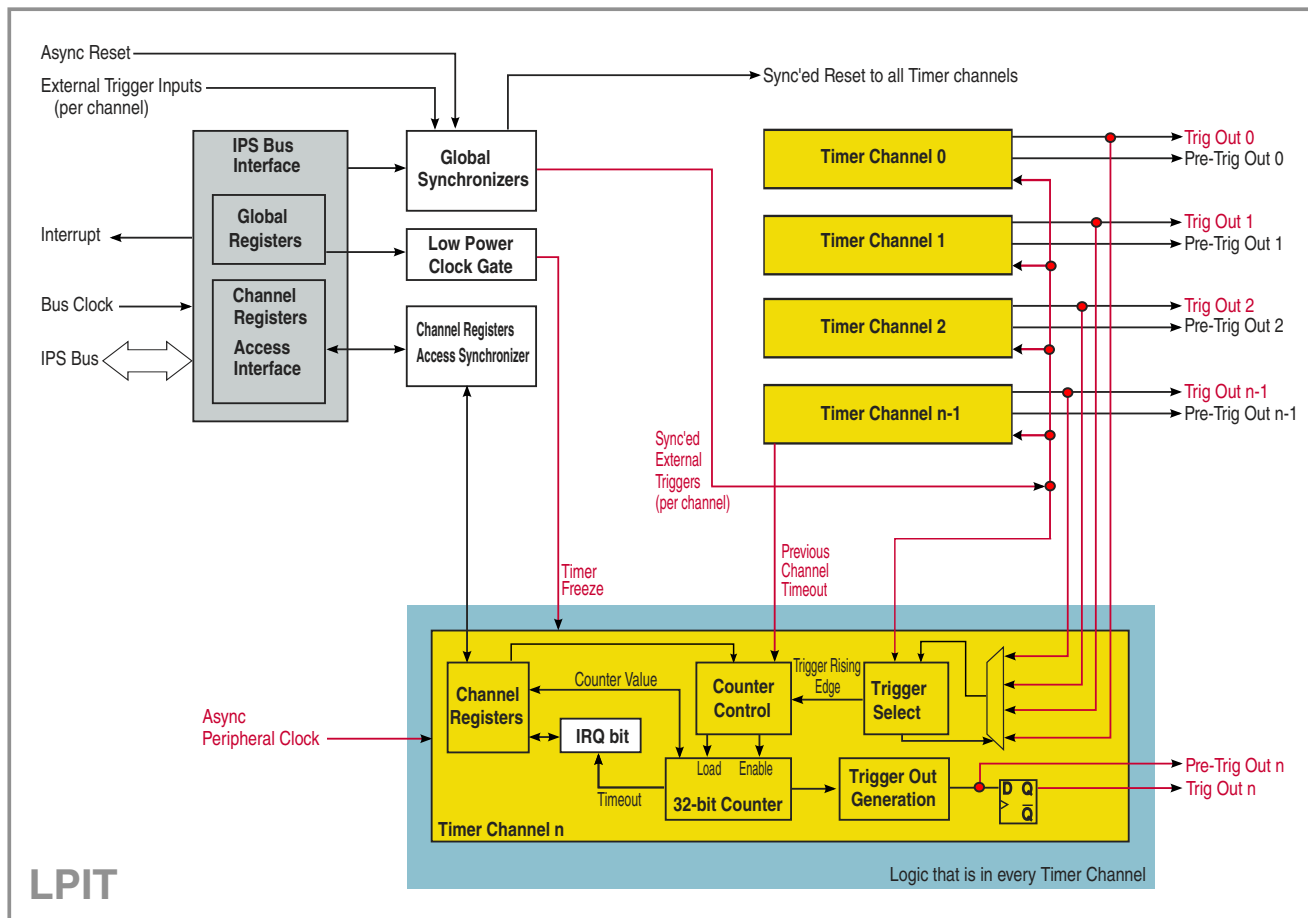 Async Reset
External Trigger Inputs
(per channel)
Sync'ed Reset to all Timer channels
IPS Bus
Interface
Global
Registers
Channel
Registers
Access
Interface
Interrupt
Bus Clock
IPS Bus
Global
Synchronizers
Low Power
Clock Gate
Channel Registers
Access Synchronizer
Timer Channel 0
Trig Out 0
Pre-Trig Out 0
Timer Channel 1
Trig Out 1
Pre-Trig Out 1
Timer Channel 2
Trig Out 2
Pre-Trig Out 2
Timer Channel n-1
Trig Out n-1
Pre-Trig Out n-1
Sync'ed
External
Triggers
(per channel)
Timer
Freeze
Previous
Channel
Timeout
Async
Peripheral Clock
Channel
Registers
Counter Value
IRQ bit
Timeout
Counter
Control
Load
Enable
32-bit Counter
Trigger Rising
Edge
Trigger
Select
Trigger Out
Generation
D Q
Q
Pre-Trig Out n
Trig Out n
Timer Channel n
Logic that is in every Timer Channel
LPIT